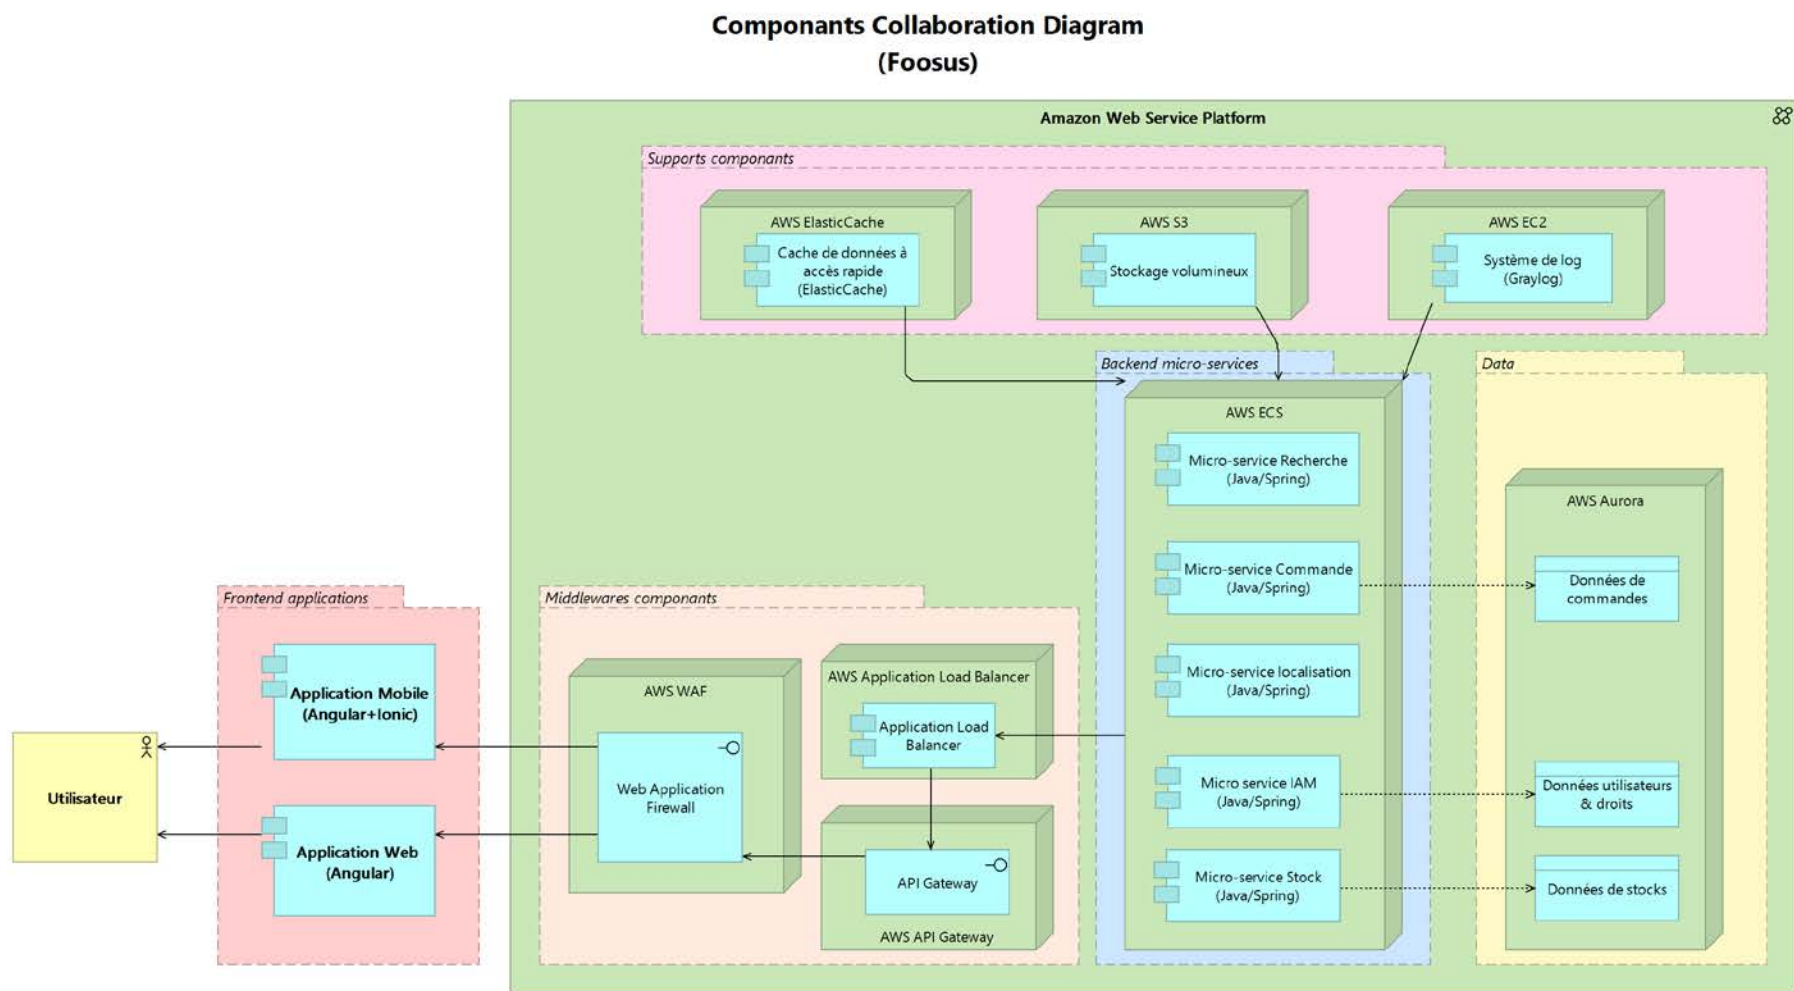 Componants Collaboration Diagram
(Foosus)
Amazon Web Service Platform
Supports componants
AWS ElasticCache
Cache de données à
accès rapide
(ElasticCache)
AWS S3
Stockage volumineux
AWS EC2
Système de log
(Graylog)
Backend micro-services
AWS ECS
Micro-service Recherche
(Java/Spring)
Micro-service Commande
(Java/Spring)
Micro-service localisation
(Java/Spring)
Micro service IAM
(Java/Spring)
Micro-service Stock
(Java/Spring)
Data
AWS Aurora
Données de
commandes
Données utilisateurs
& droits
Données de stocks
Frontend applications
Application Mobile
(Angular+Ionic)
Application Web
(Angular)
Utilisateur
Middlewares componants
AWS WAF
Web Application
Firewall
AWS Application Load Balancer
Application Load
Balancer
API Gateway
AWS API Gateway